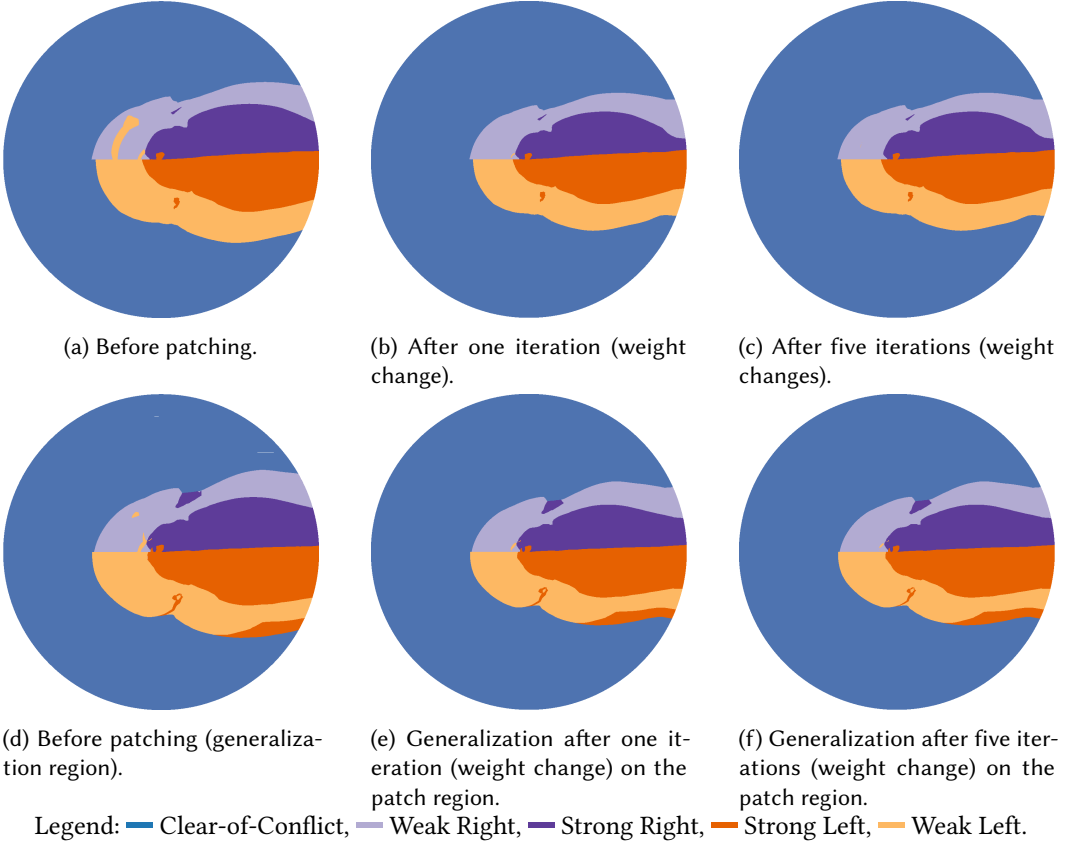 (a) Before patching.
(b) After one iteration (weight
change).
(c) After five iterations (weight
changes).
(d) Before patching (generaliza-
tion region).
(e) Generalization after one it-
eration (weight change) on the
patch region.
(f) Generalization after five iter-
ations (weight change) on the
patch region.
Legend: Clear-of-Conflict, Weak Right, Strong Right, Strong Left, Weak Left.